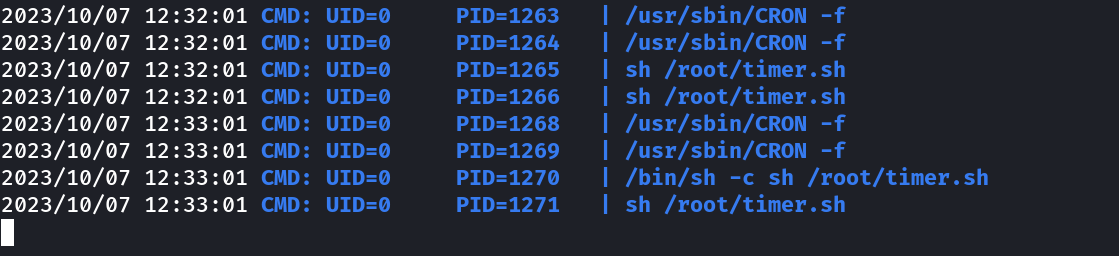 2023/10/07 12:32:01 CMD: UID=0     PID=1263   | /usr/sbin/CRON -f
2023/10/07 12:32:01 CMD: UID=0     PID=1264   | /usr/sbin/CRON -f
2023/10/07 12:32:01 CMD: UID=0     PID=1265   | sh /root/timer.sh
2023/10/07 12:32:01 CMD: UID=0     PID=1266   | sh /root/timer.sh
2023/10/07 12:33:01 CMD: UID=0     PID=1268   | /usr/sbin/CRON -f
2023/10/07 12:33:01 CMD: UID=0     PID=1269   | /usr/sbin/CRON -f
2023/10/07 12:33:01 CMD: UID=0     PID=1270   | /bin/sh -c sh /root/timer.sh
2023/10/07 12:33:01 CMD: UID=0     PID=1271   | sh /root/timer.sh